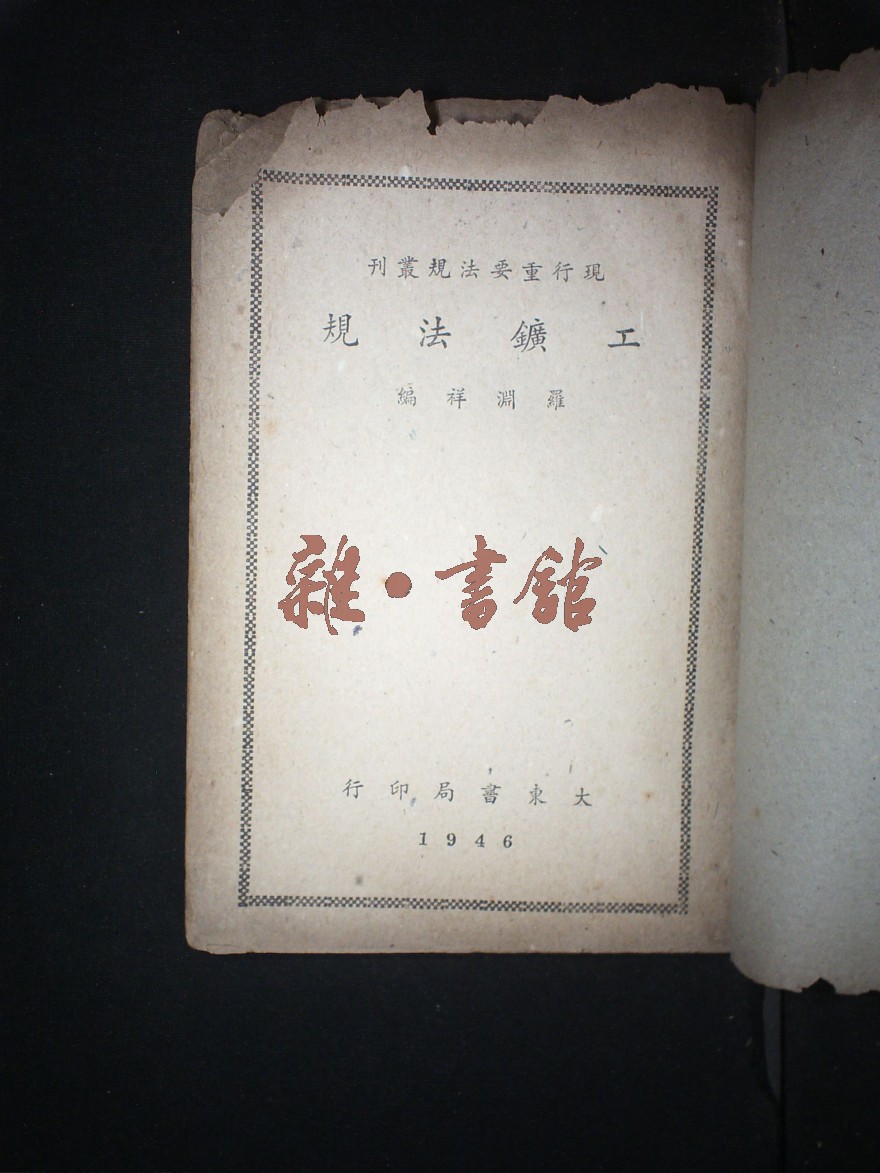 現行重要法規叢刊
工鑛法規
羅淵祥編
雜·書館
大東書局印行
1946